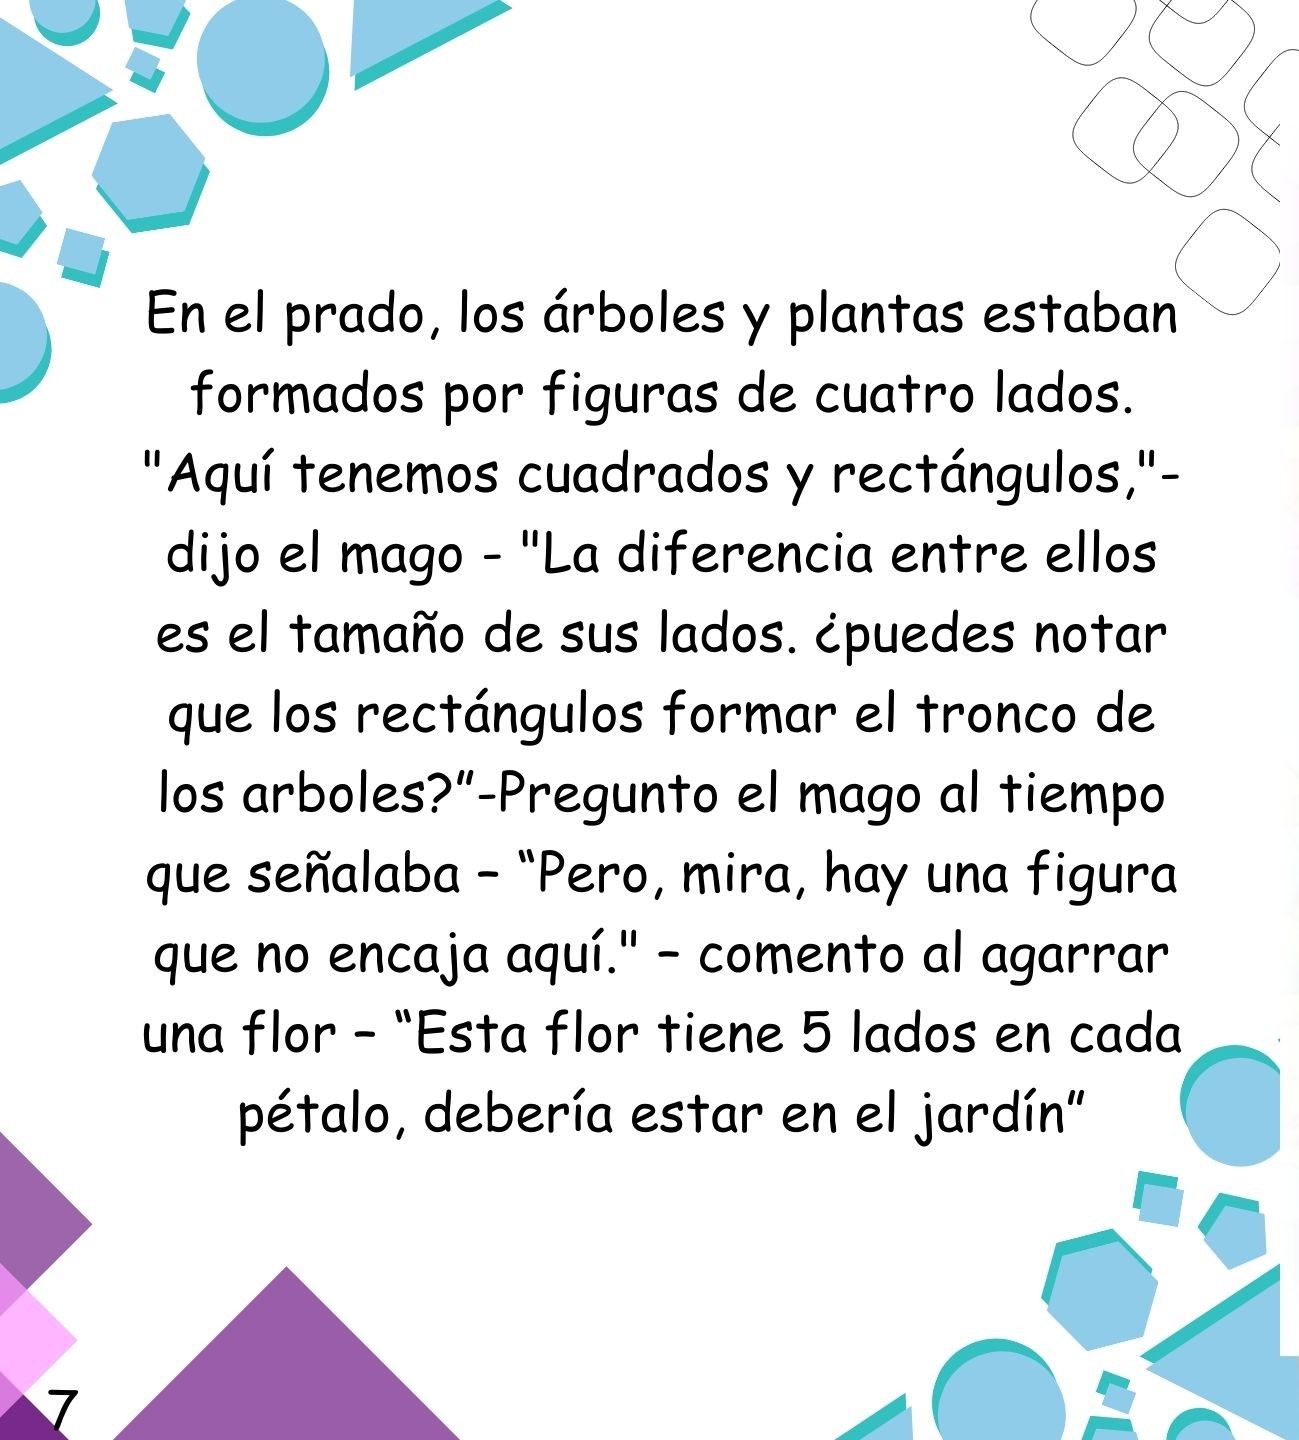 En el prado, los árboles y plantas estaban
formados por figuras de cuatro lados.
"Aquí tenemos cuadrados y rectángulos,"-
dijo el mago - "La diferencia entre ellos
es el tamaño de sus lados. ¿puedes notar
que los rectángulos formar el tronco de
los arboles?”-Pregunto el mago al tiempo
que señalaba – “Pero, mira, hay una figura
que no encaja aquí." – comento al agarrar
una flor – “Esta flor tiene 5 lados en cada
pétalo, debería estar en el jardín”
7